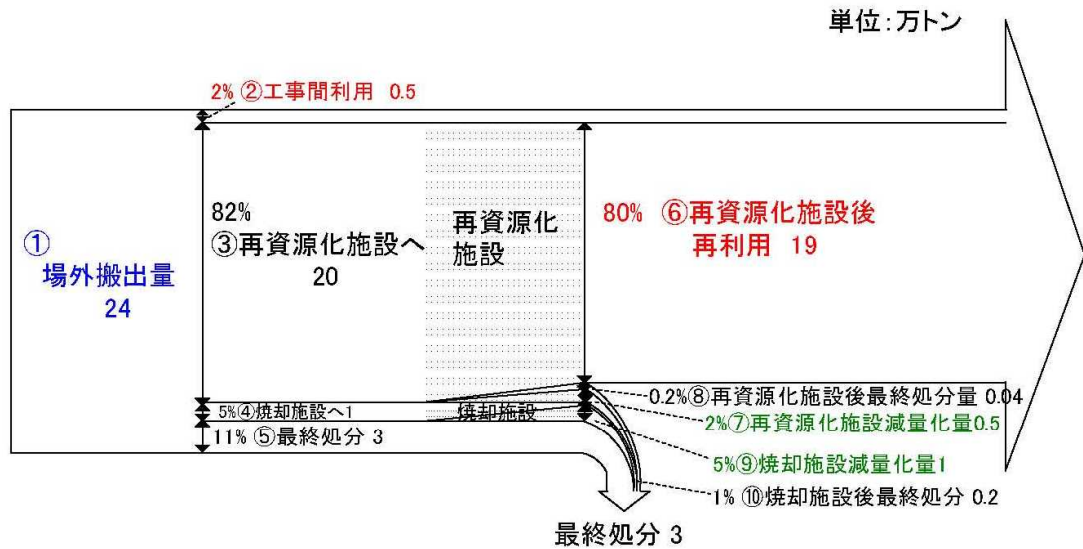 単位:万トン
2% ②工事間利用 0.5
82%
③再資源化施設へ
20
再資源化
施設
80% ⑥再資源化施設後
再利用 19
①
場外搬出量
24
0.2%⑧再資源化施設後最終処分量 0.04
5%④焼却施設へ1
焼却施設
2%⑦再資源化施設減量化量0.5
11% ⑤最終処分 3
5%⑨焼却施設減量化量1
1% ⑩焼却施設後最終処分 0.2
最終処分 3